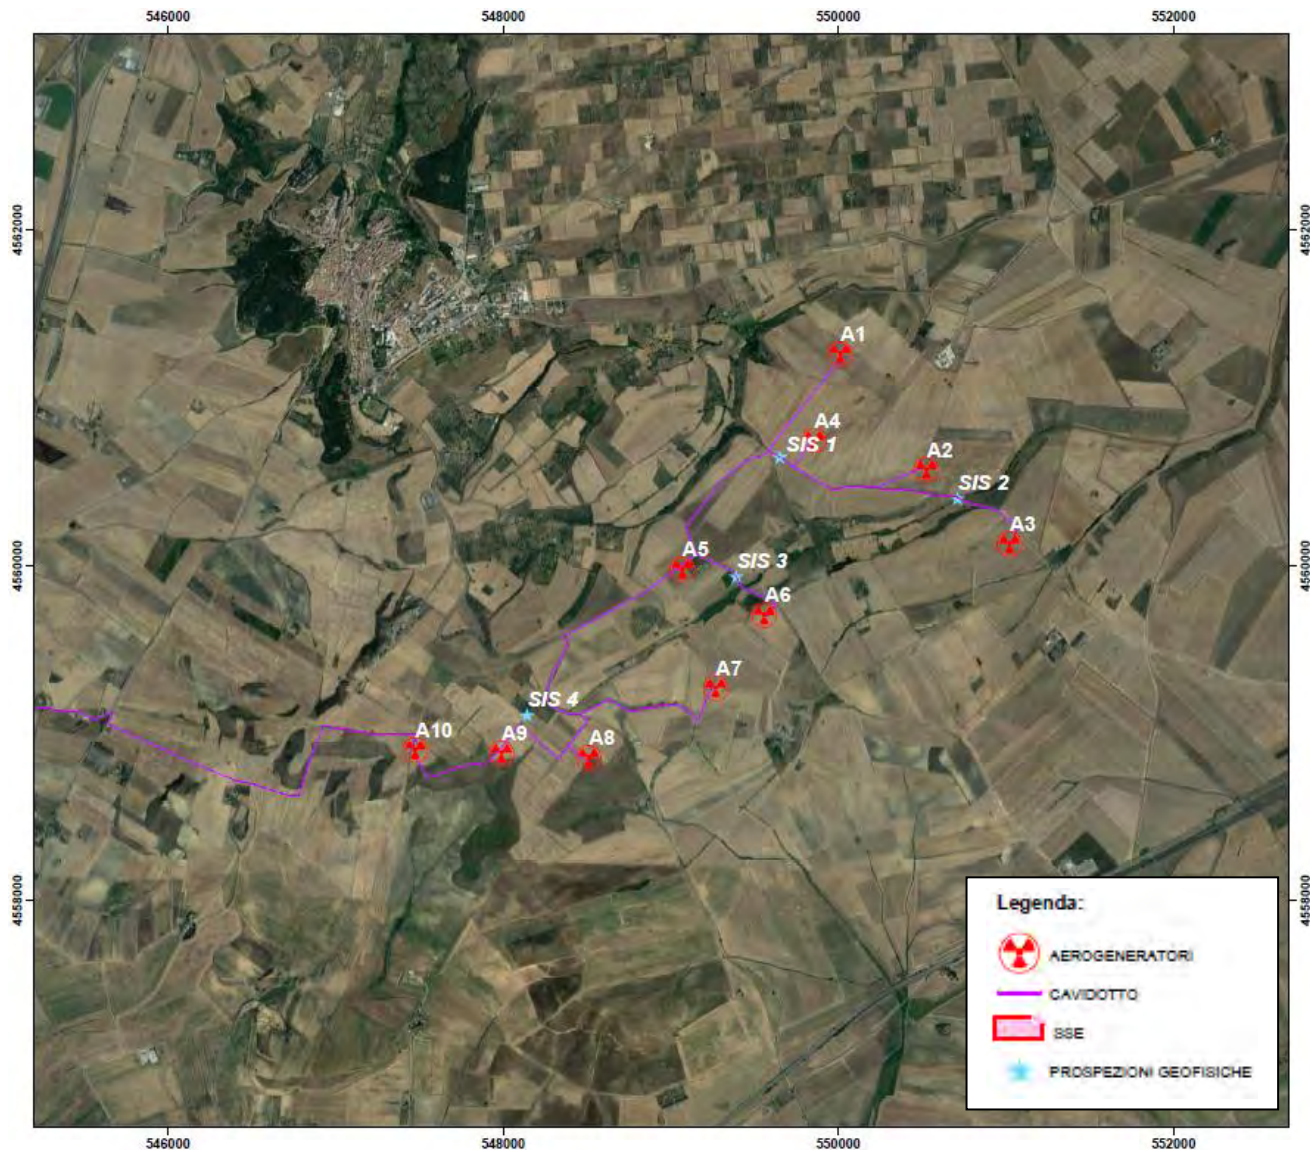 546000 548000 550000 552000
4562000 4562000
A1
A4
SIS 1
A2
SIS 2
A3
A5 SIS 3
4560000 4560000
A6
A7
SIS 4
A10 A9 A8
4558000 4558000
Legenda:
AEROGENERATORI
CAVIDOTTO
SSE
PROSPEZIONI GEOFISICHE
546000 548000 550000 552000